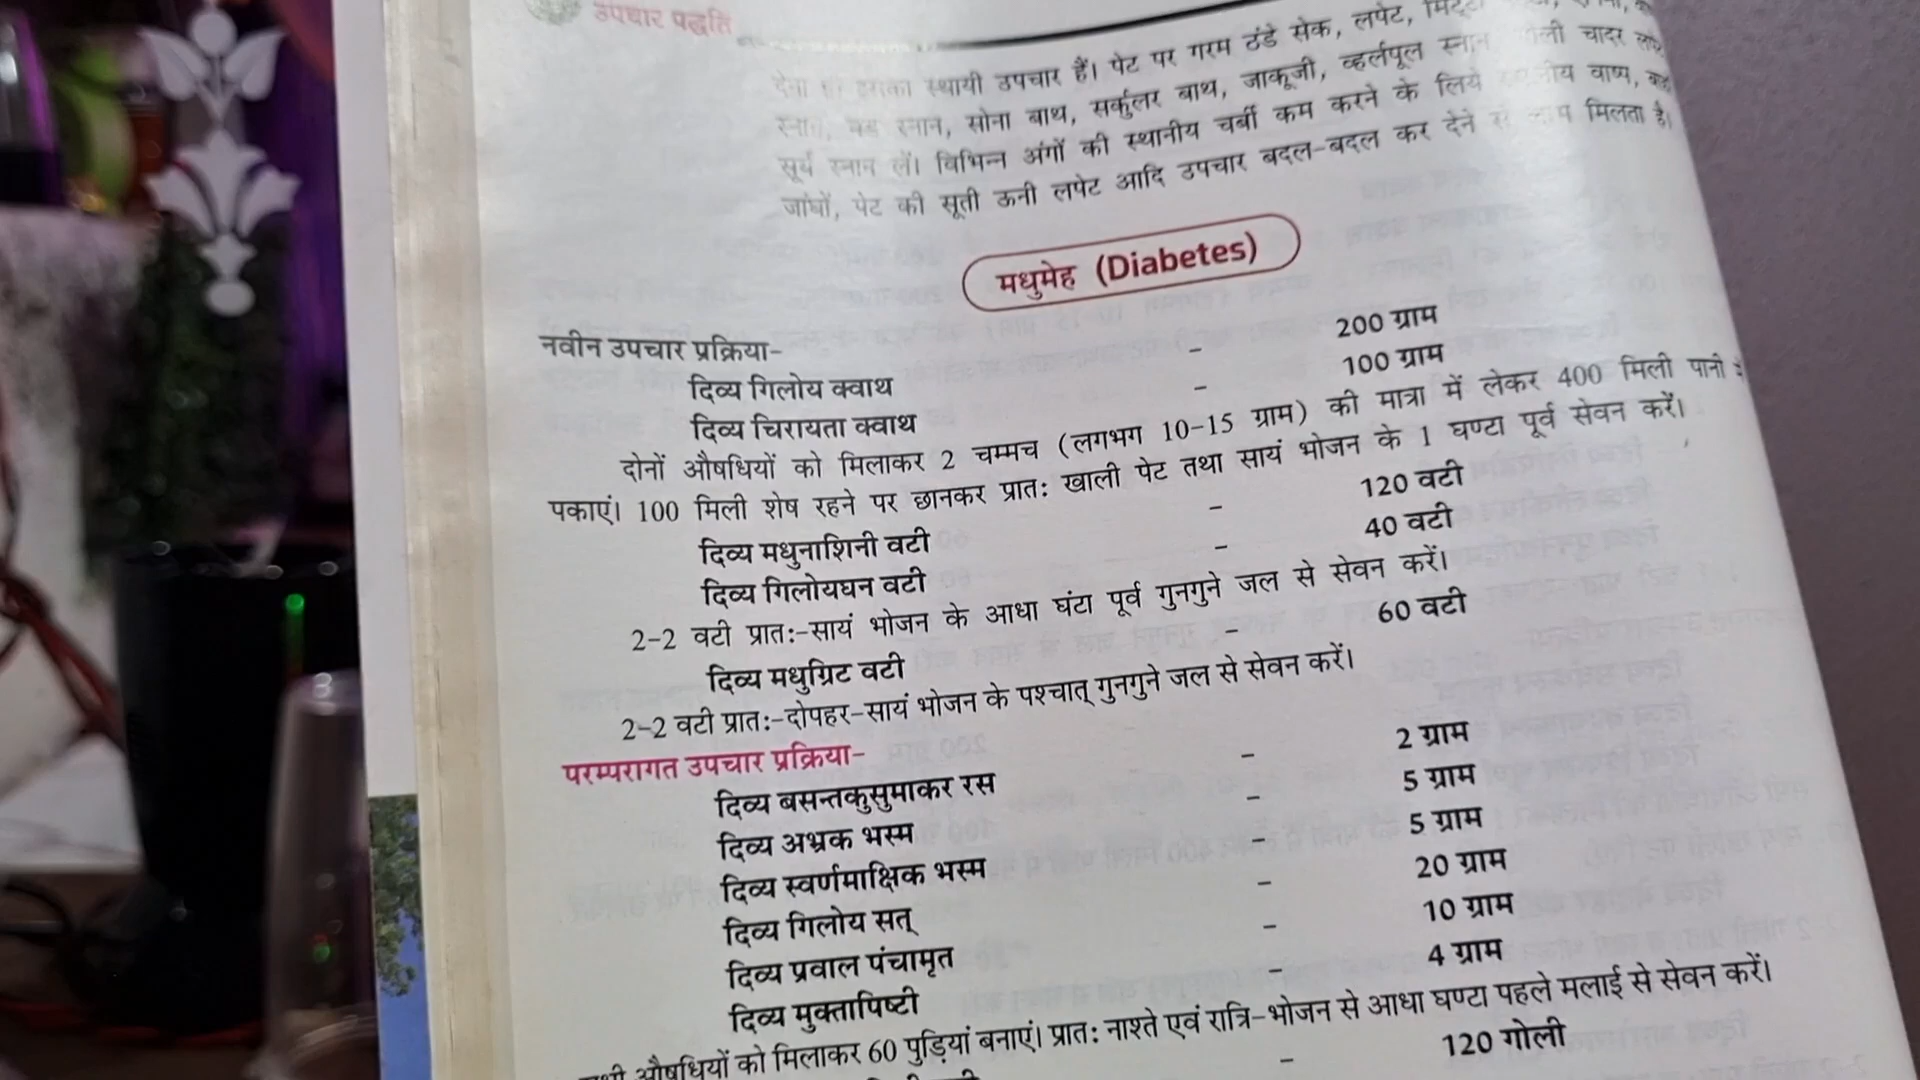 उपचार पद्धति
स्थायी उपचार हैं। पेट पर गरम ठंडे सेक, लपेट,
स्नान, सोना बाथ, सर्कुलर बाथ, जाकूजी, व्हर्लपूल स्नान चादर
सूर्य स्नान लें। विभिन्न अंगों की स्थानीय चर्बी कम करने के लिये वाष्प,
जांघों, पेट की सूती ऊनी लपेट आदि उपचार बदल-बदल कर देने से मिलता है।
मधुमेह (Diabetes)
नवीन उपचार प्रक्रिया-
दिव्य गिलोय क्वाथ - 200 ग्राम
दिव्य चिरायता क्वाथ - 100 ग्राम
दोनों औषधियों को मिलाकर 2 चम्मच (लगभग 10-15 ग्राम) की मात्रा में लेकर 400 मिली पानी
पकाएं। 100 मिली शेष रहने पर छानकर प्रातः खाली पेट तथा सायं भोजन के 1 घण्टा पूर्व सेवन करें।
दिव्य मधुनाशिनी वटी - 120 वटी
दिव्य गिलोयघन वटी - 40 वटी
2-2 वटी प्रातः-सायं भोजन के आधा घंटा पूर्व गुनगुने जल से सेवन करें।
दिव्य मधुग्रिट वटी - 60 वटी
2-2 वटी प्रातः-दोपहर-सायं भोजन के पश्चात् गुनगुने जल से सेवन करें।
परम्परागत उपचार प्रक्रिया-
दिव्य बसन्तकुसुमाकर रस - 2 ग्राम
दिव्य अभ्रक भस्म - 5 ग्राम
दिव्य स्वर्णमाक्षिक भस्म - 5 ग्राम
दिव्य गिलोय सत् - 20 ग्राम
दिव्य प्रवाल पंचामृत - 10 ग्राम
दिव्य मुक्तापिष्टी - 4 ग्राम
औषधियों को मिलाकर 60 पुड़ियां बनाएं। प्रातः नाश्ते एवं रात्रि-भोजन से आधा घण्टा पहले मलाई से सेवन करें।
- 120 गोली